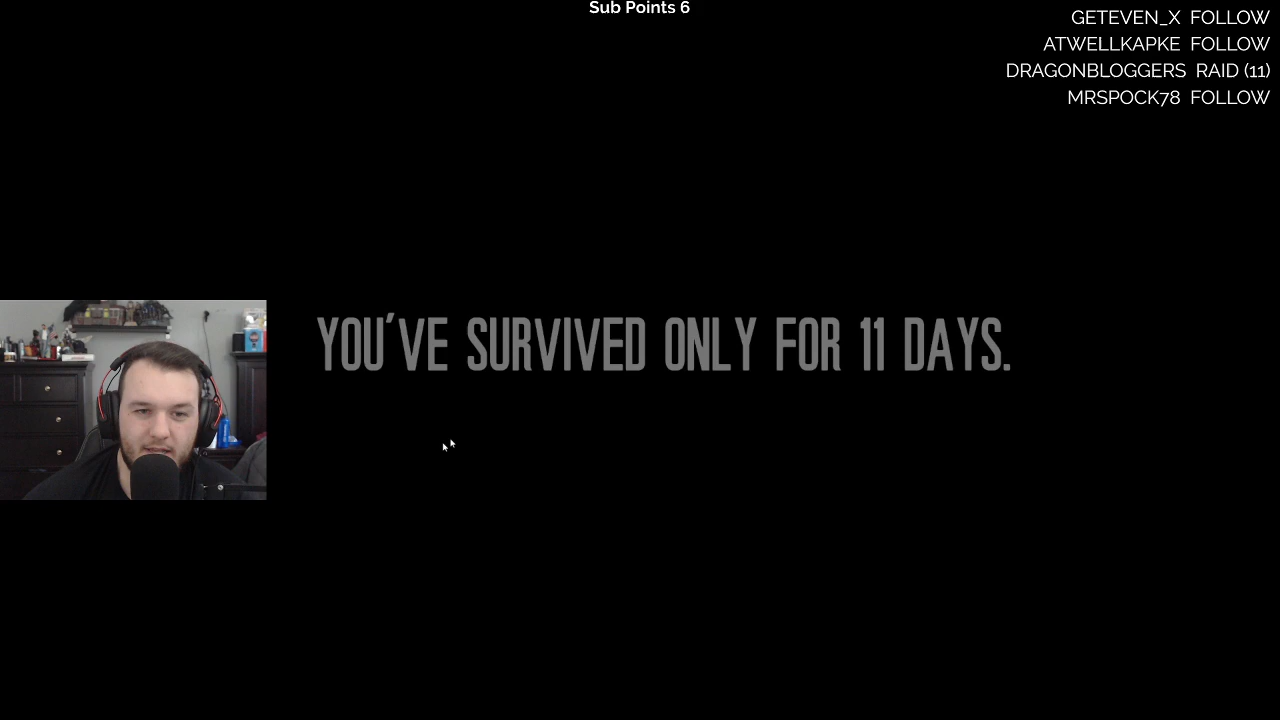 Sub Points 6
GETEVEN_X FOLLOW
ATWELLKAPKE FOLLOW
DRAGONBLOGGERS RAID (11)
MRSPOCK78 FOLLOW
YOU'VE SURVIVED ONLY FOR 11 DAYS.